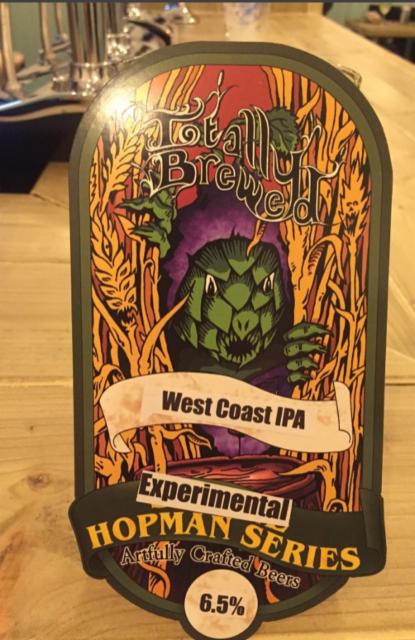 Totally
Brewed
West Coast IPA
Experimental
HOPMAN SERIES
Artfully Crafted Beers
6.5%